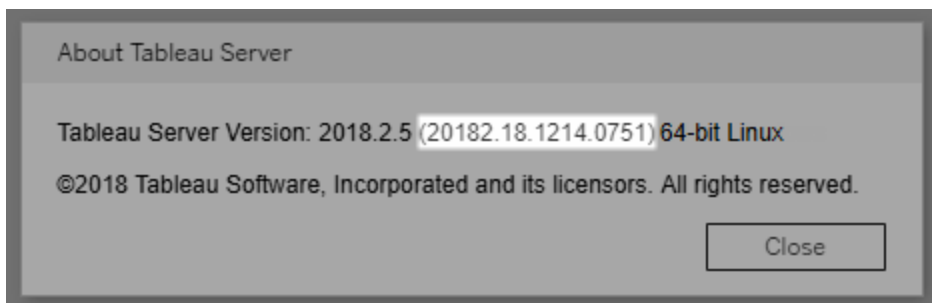 About Tableau Server
Tableau Server Version: 2018.2.5 (20182.18.1214.0751) 64-bit Linux
©2018 Tableau Software, Incorporated and its licensors. All rights reserved.
Close